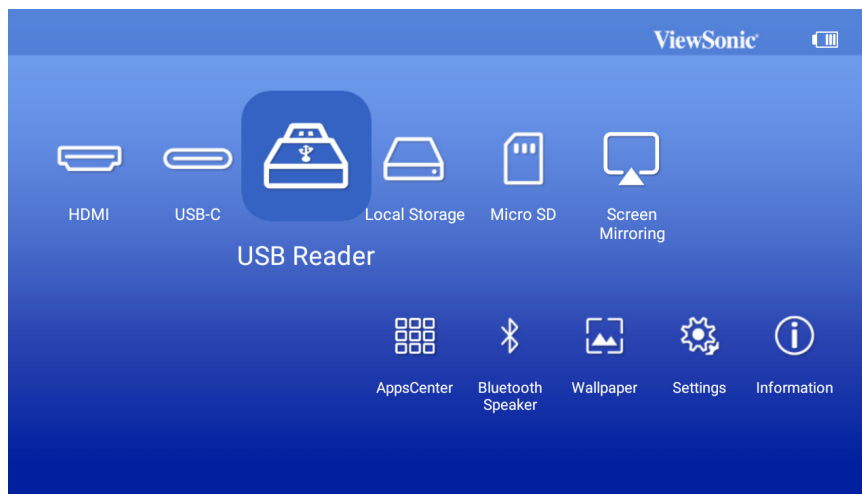 ViewSonic
HDMI
USB-C
USB Reader
Local Storage
Micro SD
Screen
Mirroring
AppsCenter
Bluetooth
Speaker
Wallpaper
Settings
Information